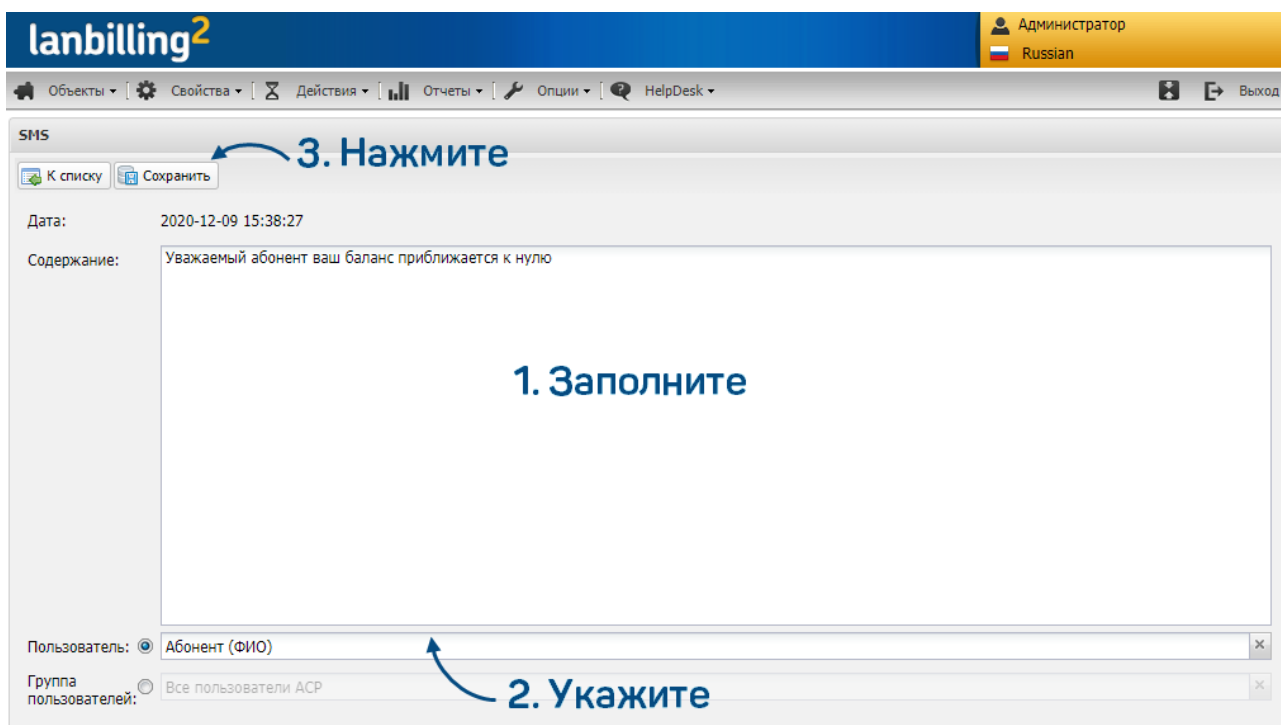 lanbilling2
Администратор
Russian
Объекты
Свойства
Действия
Отчеты
Опции
HelpDesk
Выход
SMS
3. Нажмите
К списку
Сохранить
Дата: 2020-12-09 15:38:27
Содержание: Уважаемый абонент ваш баланс приближается к нулю
1. Заполните
Пользователь: Абонент (ФИО)
Группа
пользователей: Все пользователи АСР
2. Укажите